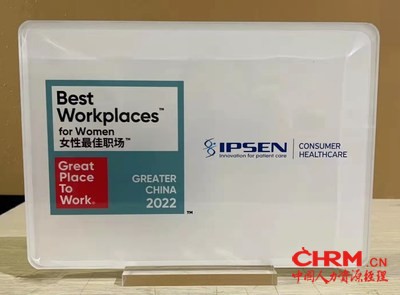 Best
Workplaces™
for Women
女性最佳职场™
Great
Place
To
Work®
GREATER
CHINA
2022
™
IPSEN
Innovation for patient care
CONSUMER
HEALTHCARE
CHRM.CN
中国人力资源经理